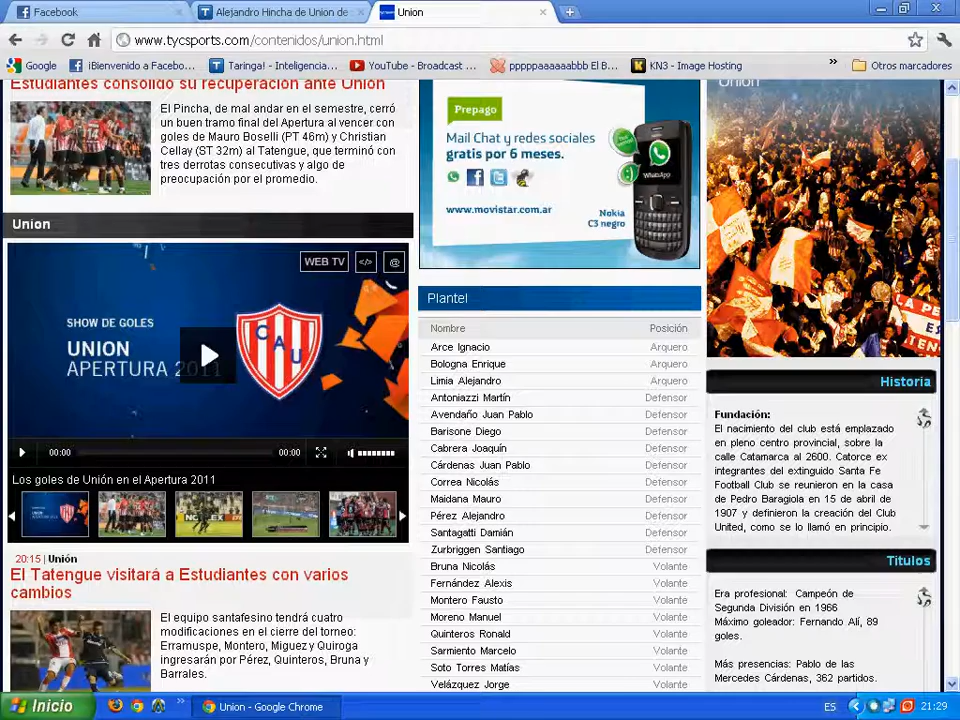 Facebook
Alejandro Hincha de Union de
Union
www.tycsports.com/contenidos/union.html
Google
¡Bienvenido a Facebo...
Taringa! - Inteligencia...
YouTube - Broadcast ...
pppppaaaaaabbb El B...
KN3 - Image Hosting
»
Otros marcadores
Estudiantes consolidó su recuperación ante Unión
El Pincha, de mal andar en el semestre, cerró
un buen tramo final del Apertura al vencer con
goles de Mauro Boselli (PT 46m) y Christian
Cellay (ST 32m) al Tatengue, que terminó con
tres derrotas consecutivas y algo de
preocupación por el promedio.
Union
WEB TV
</>
@
SHOW DE GOLES
UNION
APERTURA 2011
CAU
00:00
00:00
Los goles de Unión en el Apertura 2011
20:15 | Unión
El Tatengue visitará a Estudiantes con varios
cambios
El equipo santafesino tendrá cuatro
modificaciones en el cierre del torneo:
Erramuspe, Montero, Miguez y Quiroga
ingresarán por Pérez, Quinteros, Bruna y
Barrales.
Prepago
Mail Chat y redes sociales
gratis por 6 meses.
www.movistar.com.ar
Nokia
C3 negro
WhatsApp
Plantel
Nombre Posición
Arce Ignacio Arquero
Bologna Enrique Arquero
Limia Alejandro Arquero
Antoniazzi Martín Defensor
Avendaño Juan Pablo Defensor
Barisone Diego Defensor
Cabrera Joaquín Defensor
Cárdenas Juan Pablo Defensor
Correa Nicolás Defensor
Maidana Mauro Defensor
Pérez Alejandro Defensor
Santagatti Damián Defensor
Zurbriggen Santiago Defensor
Bruna Nicolás Volante
Fernández Alexis Volante
Montero Fausto Volante
Moreno Manuel Volante
Quinteros Ronald Volante
Sarmiento Marcelo Volante
Soto Torres Matías Volante
Velázquez Jorge Volante
Union
Historia
Fundación:
El nacimiento del club está emplazado
en pleno centro provincial, sobre la
calle Catamarca al 2600. Catorce ex
integrantes del extinguido Santa Fe
Football Club se reunieron en la casa
de Pedro Baragiola en 15 de abril de
1907 y definieron la creación del Club
United, como se lo llamó en principio.
Titulos
Era profesional: Campeón de
Segunda División en 1966
Máximo goleador: Fernando Alí, 89
goles.
Más presencias: Pablo de las
Mercedes Cárdenas, 362 partidos.
Inicio
»
Union - Google Chrome
ES
21:29